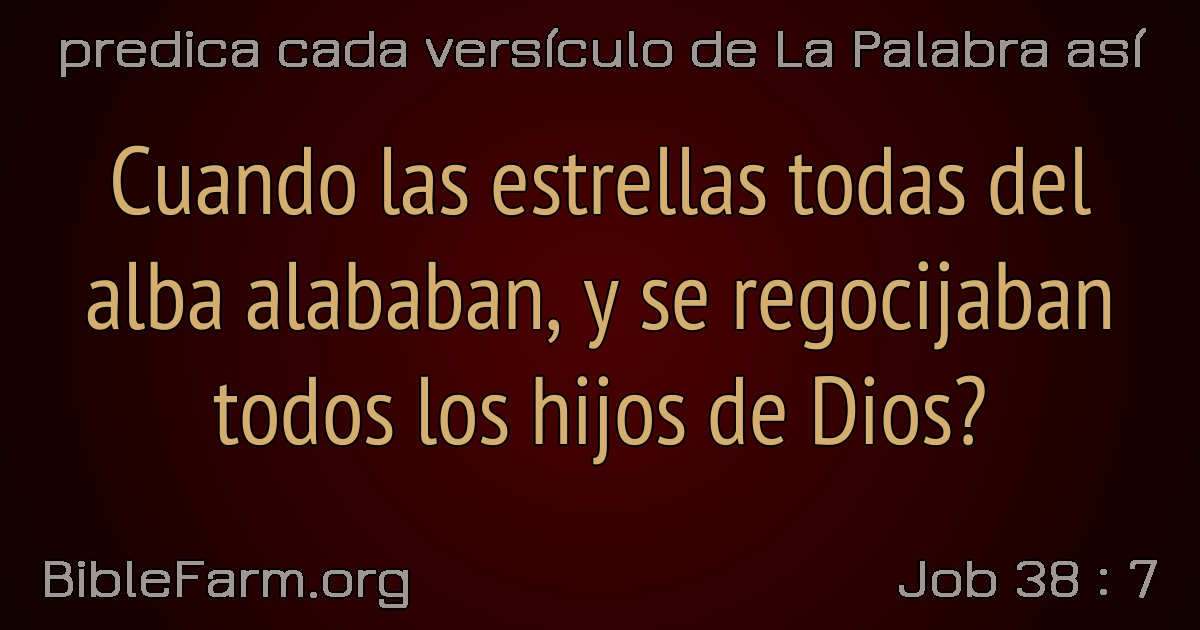 predica cada versículo de La Palabra así
Cuando las estrellas todas del
alba alababan, y se regocijaban
todos los hijos de Dios?
BibleFarm.org
Job 38 : 7